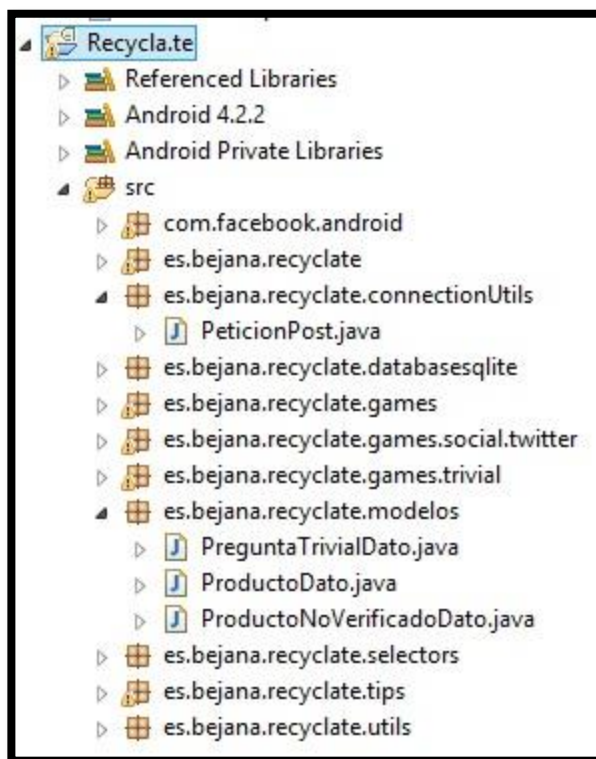 Recycla.te
Referenced Libraries
Android 4.2.2
Android Private Libraries
src
com.facebook.android
es.bejana.recyclate
es.bejana.recyclate.connectionUtils
PeticionPost.java
es.bejana.recyclate.databasesqlite
es.bejana.recyclate.games
es.bejana.recyclate.games.social.twitter
es.bejana.recyclate.games.trivial
es.bejana.recyclate.modelos
PreguntaTrivialDato.java
ProductoDato.java
ProductoNoVerificadoDato.java
es.bejana.recyclate.selectors
es.bejana.recyclate.tips
es.bejana.recyclate.utils